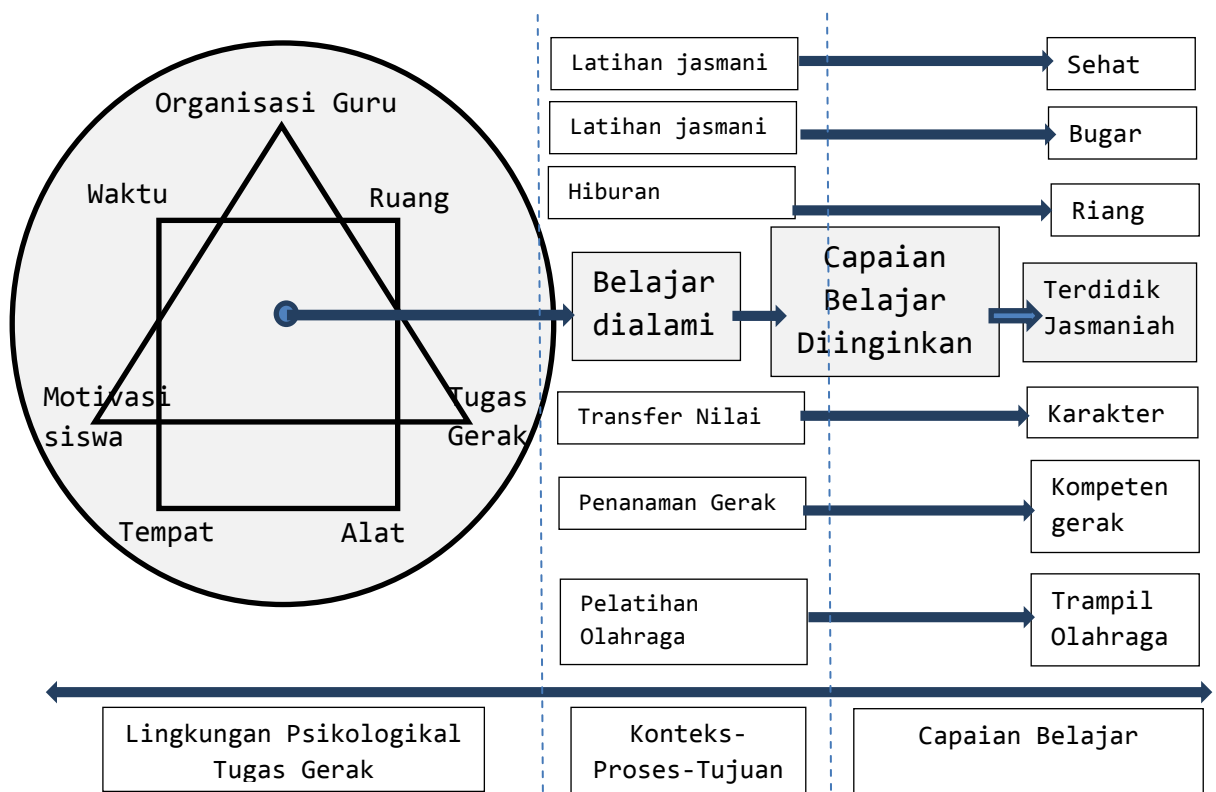 Organisasi Guru
Waktu
Ruang
Motivasi
siswa
Tugas
Gerak
Tempat
Alat
Latihan jasmani
Sehat
Latihan jasmani
Bugar
Hiburan
Riang
Belajar
dialami
Capaian
Belajar
Diinginkan
Terdidik
Jasmaniah
Transfer Nilai
Karakter
Penanaman Gerak
Kompeten
gerak
Pelatihan
Olahraga
Trampil
Olahraga
Lingkungan Psikologikal
Tugas Gerak
Konteks-
Proses-Tujuan
Capaian Belajar